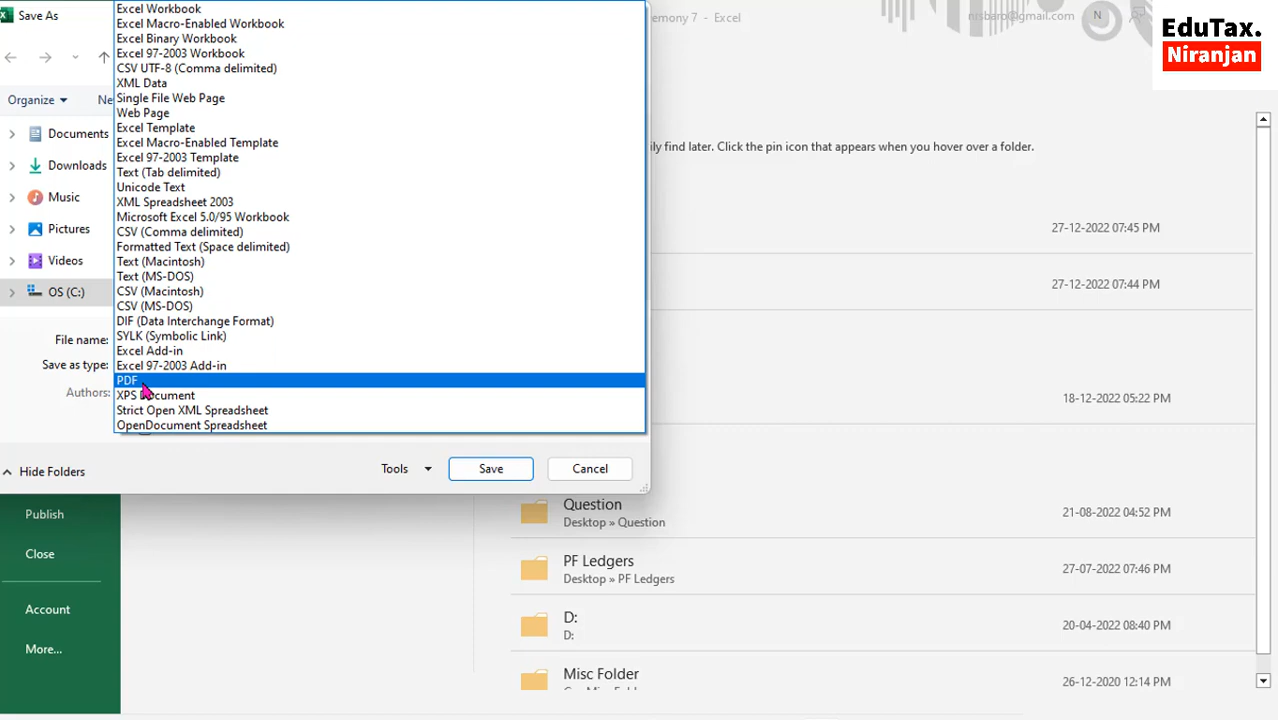 Save As
Organize
Ne
Documents
Downloads
Music
Pictures
Videos
OS (C:)
File name:
Save as type:
Authors:
Excel Workbook
Excel Macro-Enabled Workbook
Excel Binary Workbook
Excel 97-2003 Workbook
CSV UTF-8 (Comma delimited)
XML Data
Single File Web Page
Web Page
Excel Template
Excel Macro-Enabled Template
Excel 97-2003 Template
Text (Tab delimited)
Unicode Text
XML Spreadsheet 2003
Microsoft Excel 5.0/95 Workbook
CSV (Comma delimited)
Formatted Text (Space delimited)
Text (Macintosh)
Text (MS-DOS)
CSV (Macintosh)
CSV (MS-DOS)
DIF (Data Interchange Format)
SYLK (Symbolic Link)
Excel Add-in
Excel 97-2003 Add-in
PDF
XPS Document
Strict Open XML Spreadsheet
OpenDocument Spreadsheet
Hide Folders
Tools
Save
Cancel
emony 7 - Excel
nrsbaro@gmail.com
N
EduTax.
Niranjan
ily find later. Click the pin icon that appears when you hover over a folder.
27-12-2022 07:45 PM
27-12-2022 07:44 PM
18-12-2022 05:22 PM
Question
Desktop » Question
21-08-2022 04:52 PM
PF Ledgers
Desktop » PF Ledgers
27-07-2022 07:46 PM
D:
D:
20-04-2022 08:40 PM
Misc Folder
26-12-2020 12:14 PM
Publish
Close
Account
More...